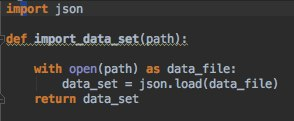 import json
def import_data_set(path):
with open(path) as data_file:
data_set = json.load(data_file)
return data_set